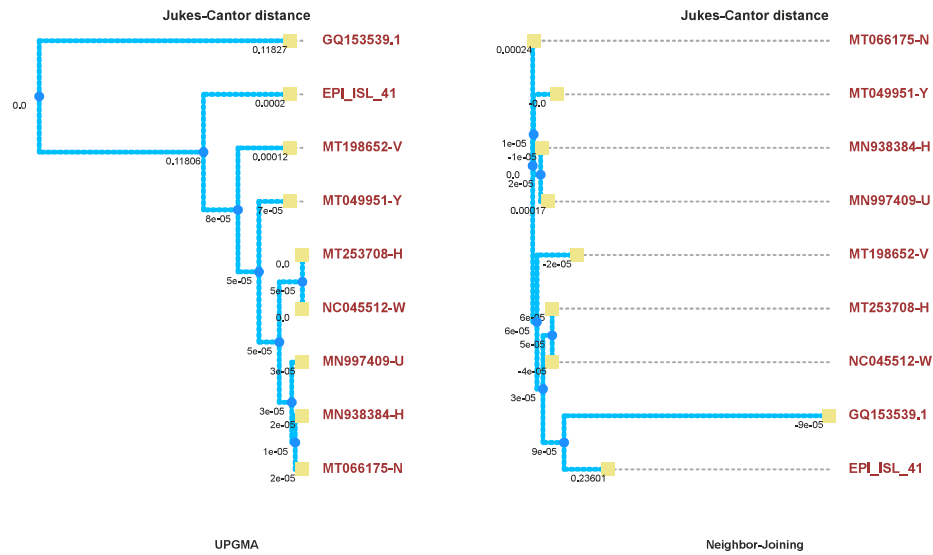 Jukes-Cantor distance
GQ153539.1
0.11827
0.0
EPI_ISL_41
0.0002
0.11806
MT198652-V
0.00012
8e-05
MT049951-Y
7e-05
5e-05
MT253708-H
0.0
5e-05
NC045512-W
0.0
5e-05
MN997409-U
3e-05
3e-05
MN938384-H
2e-05
1e-05
MT066175-N
2e-05
UPGMA
Jukes-Cantor distance
MT066175-N
0.00024
MT049951-Y
-0.0
1e-05
MN938384-H
-1e-05
0.0
2e-05
MN997409-U
0.00017
MT198652-V
-2e-05
MT253708-H
6e-05
6e-05
5e-05
NC045512-W
-4e-05
3e-05
GQ153539.1
-9e-05
9e-05
EPI_ISL_41
0.23601
Neighbor-Joining